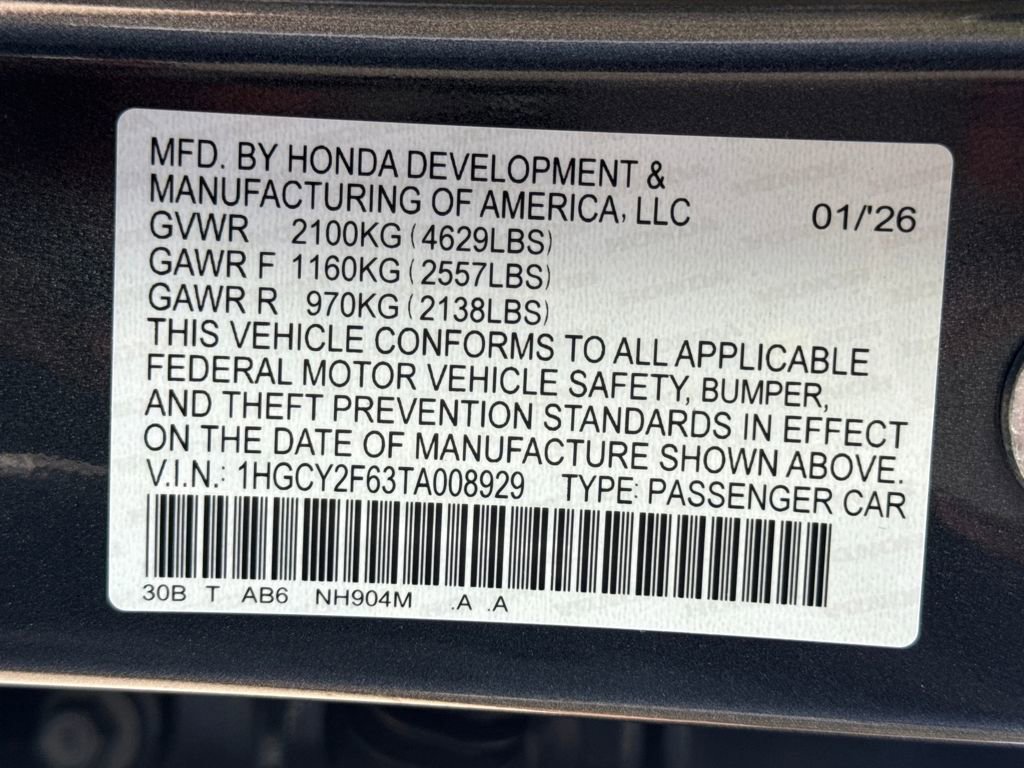 MFD. BY HONDA DEVELOPMENT &
MANUFACTURING OF AMERICA, LLC 01/'26
GVWR 2100KG (4629LBS)
GAWR F 1160KG (2557LBS)
GAWR R 970KG (2138LBS)
THIS VEHICLE CONFORMS TO ALL APPLICABLE
FEDERAL MOTOR VEHICLE SAFETY, BUMPER,
AND THEFT PREVENTION STANDARDS IN EFFECT
ON THE DATE OF MANUFACTURE SHOWN ABOVE.
V.I.N.: 1HGCY2F63TA008929 TYPE: PASSENGER CAR
30B T AB6 NH904M .A .A